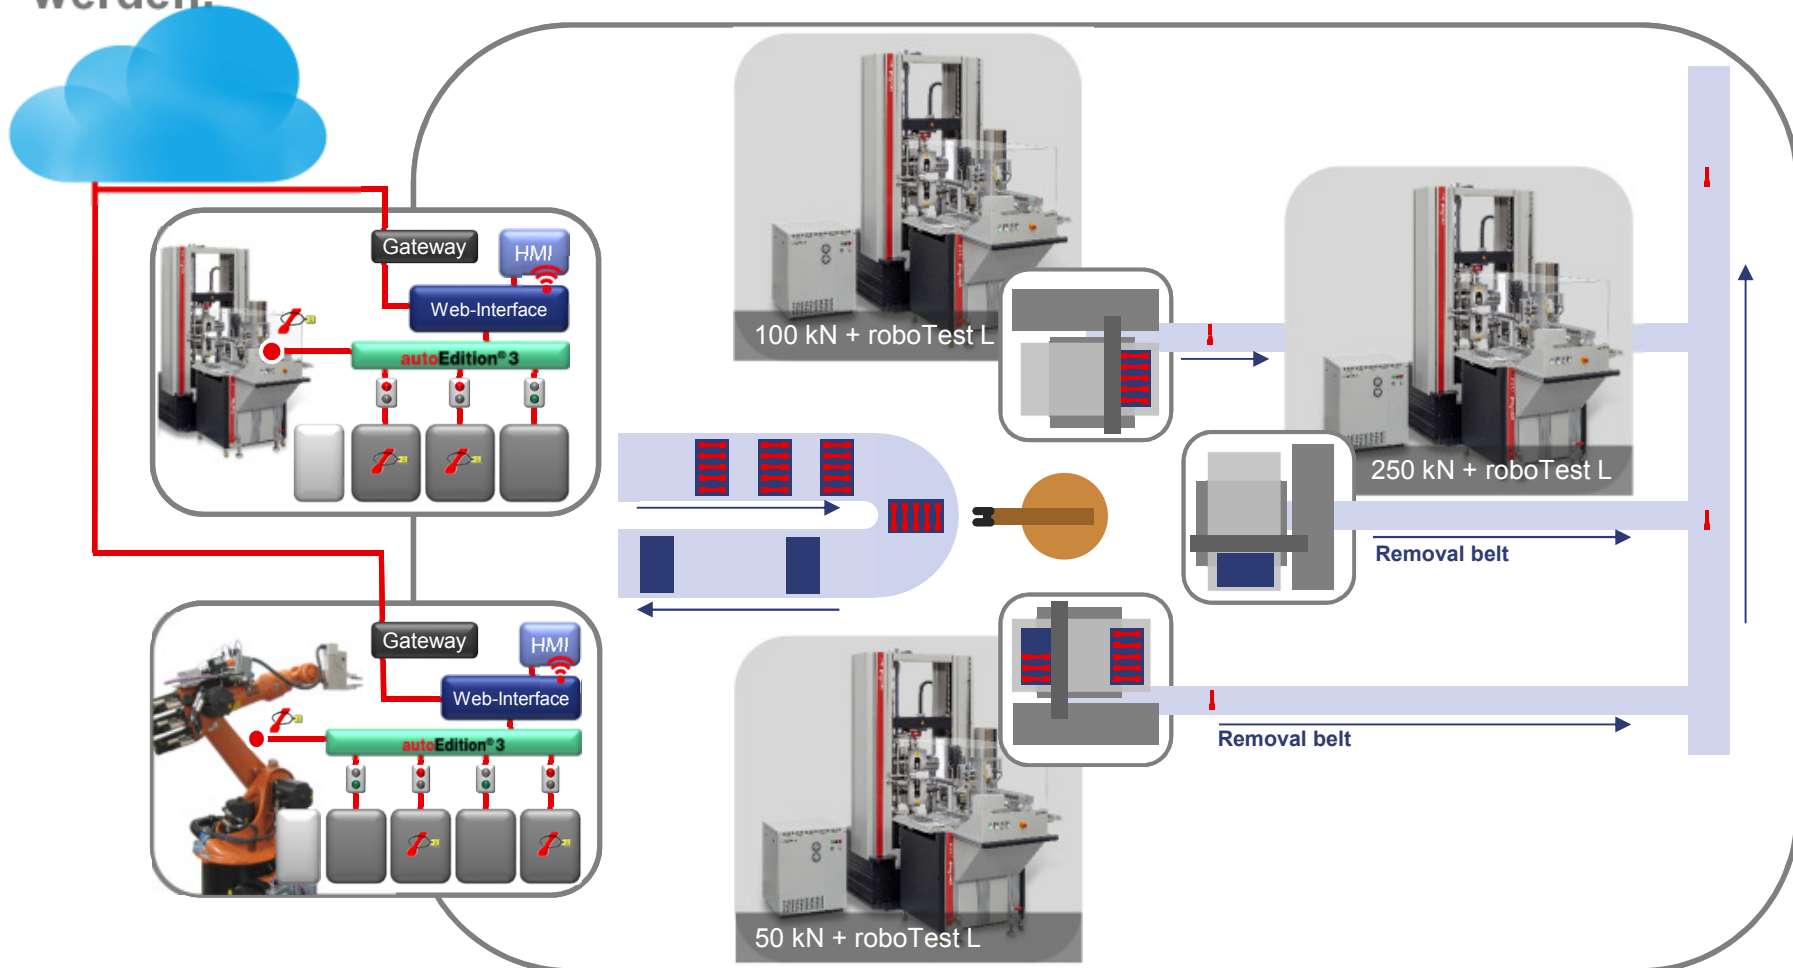 werden.
Gateway
HMI
Web-Interface
autoEdition®3
100 kN + roboTest L
250 kN + roboTest L
Removal belt
Gateway
HMI
Web-Interface
autoEdition®3
Removal belt
50 kN + roboTest L